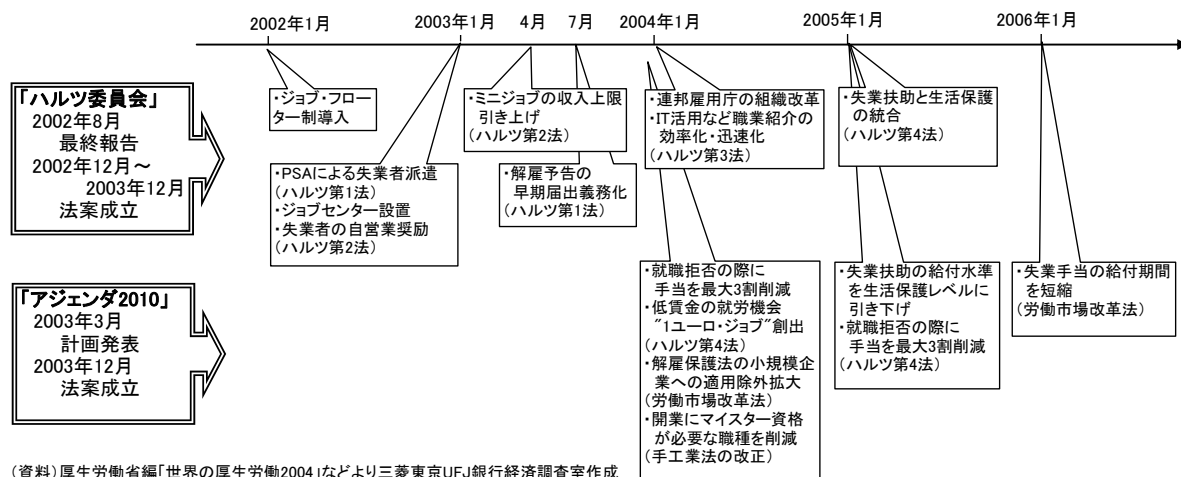 2002年1月
2003年1月
4月
7月
2004年1月
2005年1月
2006年1月
「ハルツ委員会」
2002年8月
最終報告
2002年12月～
2003年12月
法案成立
・ジョブ・フロー
ター制導入
・PSAによる失業者派遣
(ハルツ第1法)
・ジョブセンター設置
・失業者の自営業奨励
(ハルツ第2法)
・ミニジョブの収入上限
引き上げ
(ハルツ第2法)
・解雇予告の
早期届出義務化
(ハルツ第1法)
・連邦雇用庁の組織改革
・IT活用など職業紹介の
効率化・迅速化
(ハルツ第3法)
・失業扶助と生活保護
の統合
(ハルツ第4法)
「アジェンダ2010」
2003年3月
計画発表
2003年12月
法案成立
・就職拒否の際に
手当を最大3割削減
・低賃金の就労機会
"1ユーロ・ジョブ"創出
(ハルツ第4法)
・解雇保護法の小規模企
業への適用除外拡大
(労働市場改革法)
・開業にマイスター資格
が必要な職種を削減
(手工業法の改正)
・失業扶助の給付水準
を生活保護レベルに
引き下げ
・就職拒否の際に
手当を最大3割削減
(ハルツ第4法)
・失業手当の給付期間
を短縮
(労働市場改革法)
(資料)厚生労働省編「世界の厚生労働2004」などより三菱東京UFJ銀行経済調査室作成